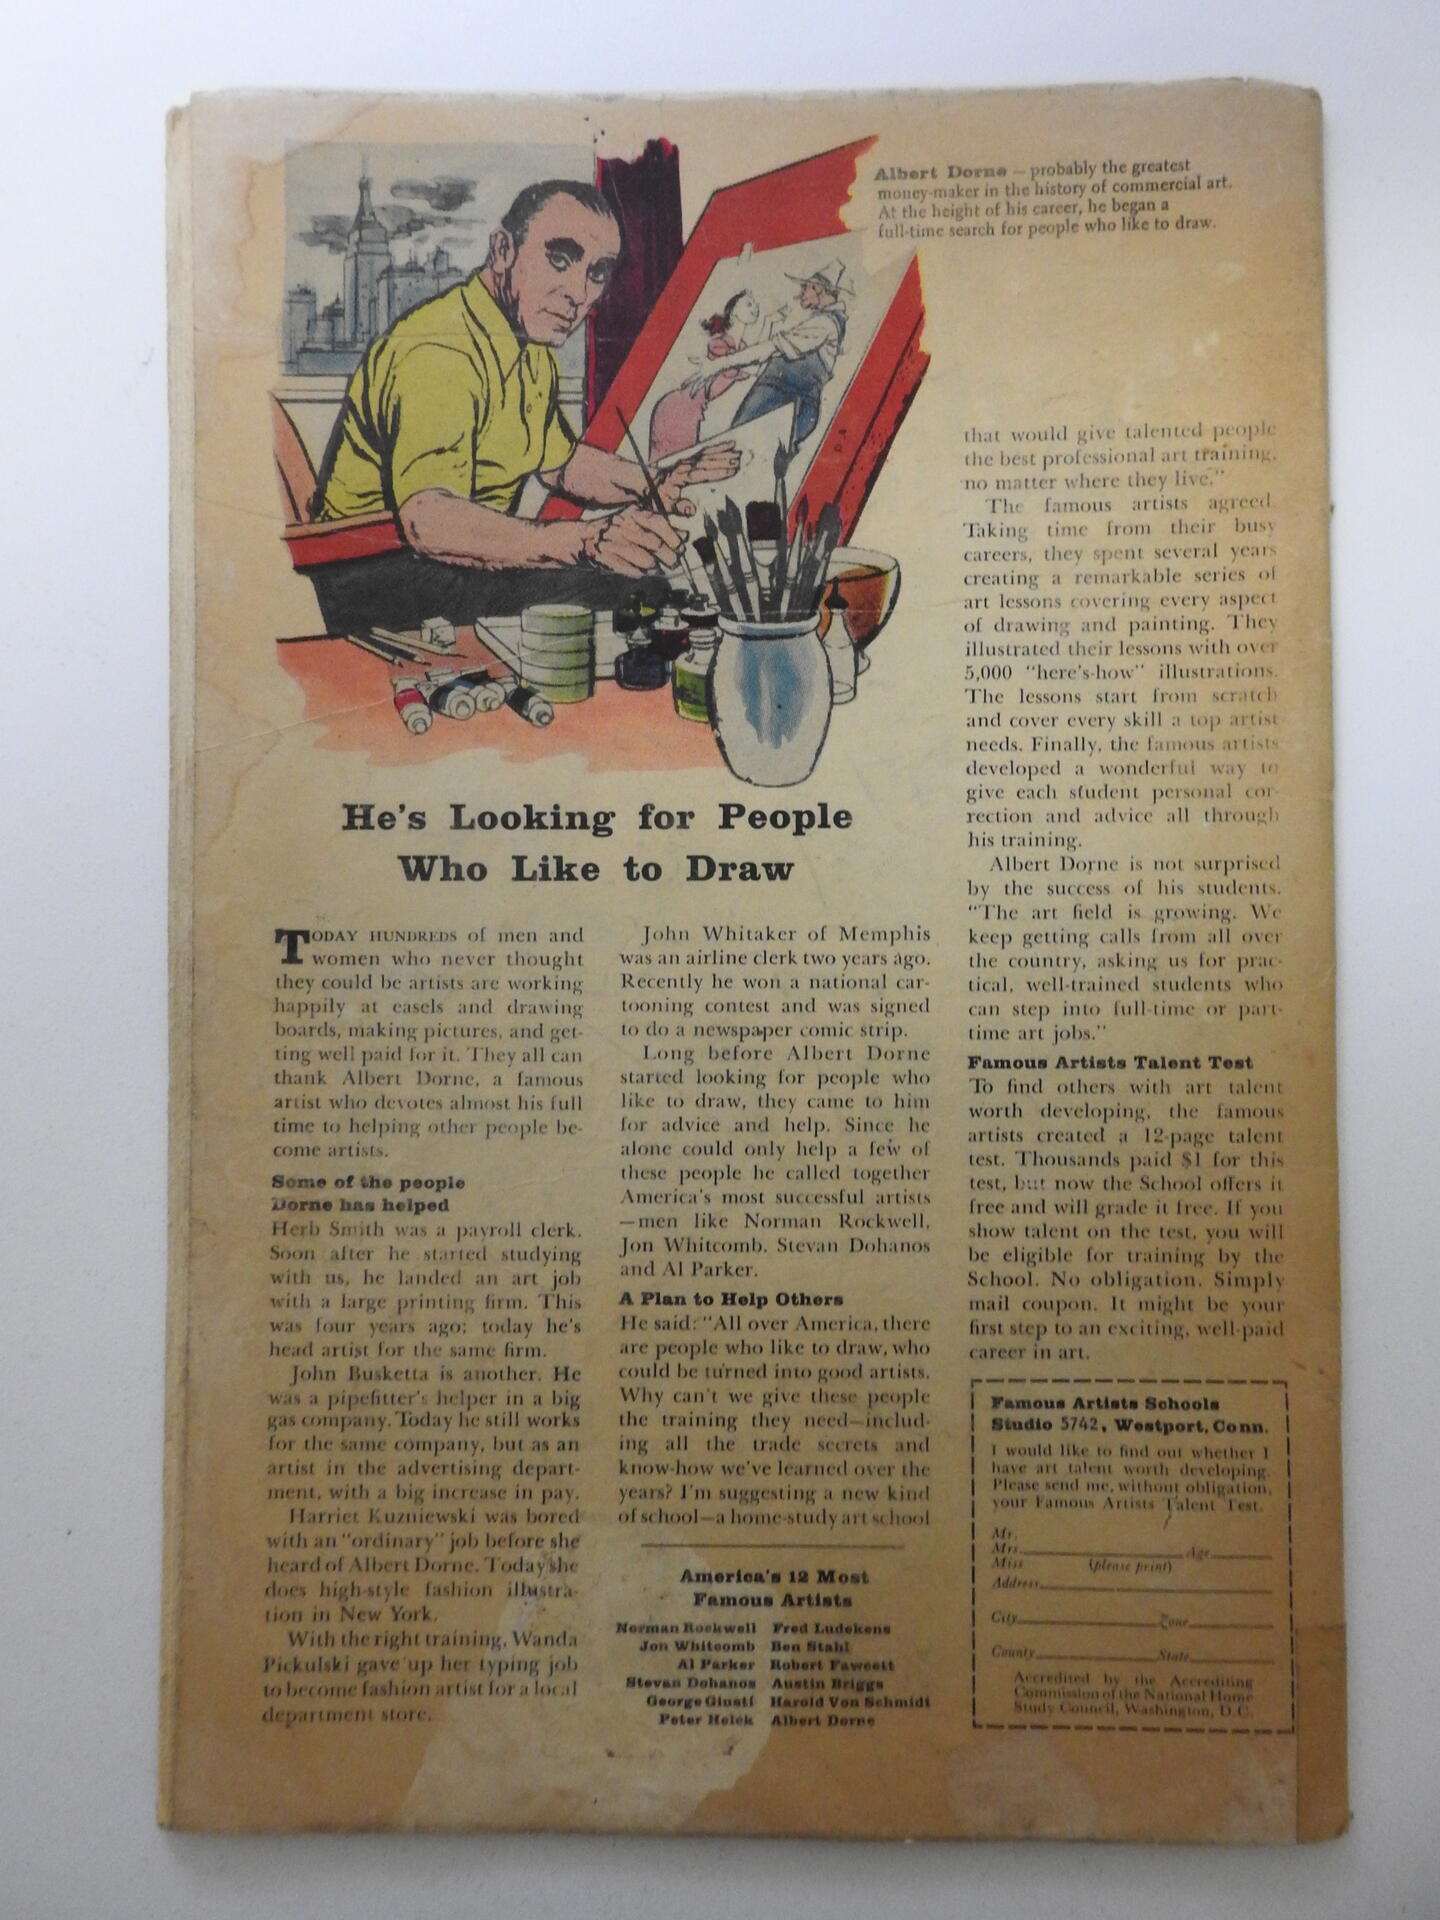 Albert Dorne — probably the greatest
money-maker in the history of commercial art.
At the height of his career, he began a
full-time search for people who like to draw.
He's Looking for People
Who Like to Draw
TODAY HUNDREDS of men and
women who never thought
they could be artists are working
happily at easels and drawing
boards, making pictures, and get-
ting well paid for it. They all can
thank Albert Dorne, a famous
artist who devotes almost his full
time to helping other people be-
come artists.
Some of the people
Dorne has helped
Herb Smith was a payroll clerk.
Soon after he started studying
with us, he landed an art job
with a large printing firm. This
was four years ago; today he's
head artist for the same firm.
John Busketta is another. He
was a pipefitter's helper in a big
gas company. Today he still works
for the same company, but as an
artist in the advertising depart-
ment, with a big increase in pay.
Harriet Kuzniewski was bored
with an "ordinary" job before she
heard of Albert Dorne. Today she
does high-style fashion illustra-
tion in New York.
With the right training, Wanda
Pickulski gave up her typing job
to become fashion artist for a local
department store.
John Whitaker of Memphis
was an airline clerk two years ago.
Recently he won a national car-
tooning contest and was signed
to do a newspaper comic strip.
Long before Albert Dorne
started looking for people who
like to draw, they came to him
for advice and help. Since he
alone could only help a few of
these people he called together
America's most successful artists
—men like Norman Rockwell,
Jon Whitcomb, Stevan Dohanos
and Al Parker.
A Plan to Help Others
He said: "All over America, there
are people who like to draw, who
could be turned into good artists.
Why can't we give these people
the training they need—includ-
ing all the trade secrets and
know-how we've learned over the
years? I'm suggesting a new kind
of school—a home-study art school
America's 12 Most
Famous Artists
Norman Rockwell Fred Ludekens
Jon Whitcomb Ben Stahl
Al Parker Robert Fawcett
Stevan Dohanos Austin Briggs
George Giusti Harold Von Schmidt
Peter Helck Albert Dorne
that would give talented people
the best professional art training,
no matter where they live."
The famous artists agreed.
Taking time from their busy
careers, they spent several years
creating a remarkable series of
art lessons covering every aspect
of drawing and painting. They
illustrated their lessons with over
5,000 "here's-how" illustrations.
The lessons start from scratch
and cover every skill a top artist
needs. Finally, the famous artists
developed a wonderful way to
give each student personal cor-
rection and advice all through
his training.
Albert Dorne is not surprised
by the success of his students.
"The art field is growing. We
keep getting calls from all over
the country, asking us for prac-
tical, well-trained students who
can step into full-time or part-
time art jobs."
Famous Artists Talent Test
To find others with art talent
worth developing, the famous
artists created a 12-page talent
test. Thousands paid $1 for this
test, but now the School offers it
free and will grade it free. If you
show talent on the test, you will
be eligible for training by the
School. No obligation. Simply
mail coupon. It might be your
first step to an exciting, well-paid
career in art.
Famous Artists Schools
Studio 5742, Westport, Conn.
I would like to find out whether I
have art talent worth developing.
Please send me, without obligation,
your Famous Artists Talent Test.
Mr.
Mrs. Age
Miss (please print)
Address
City Zone
County State
Accredited by the Accrediting
Commission of the National Home
Study Council, Washington, D.C.